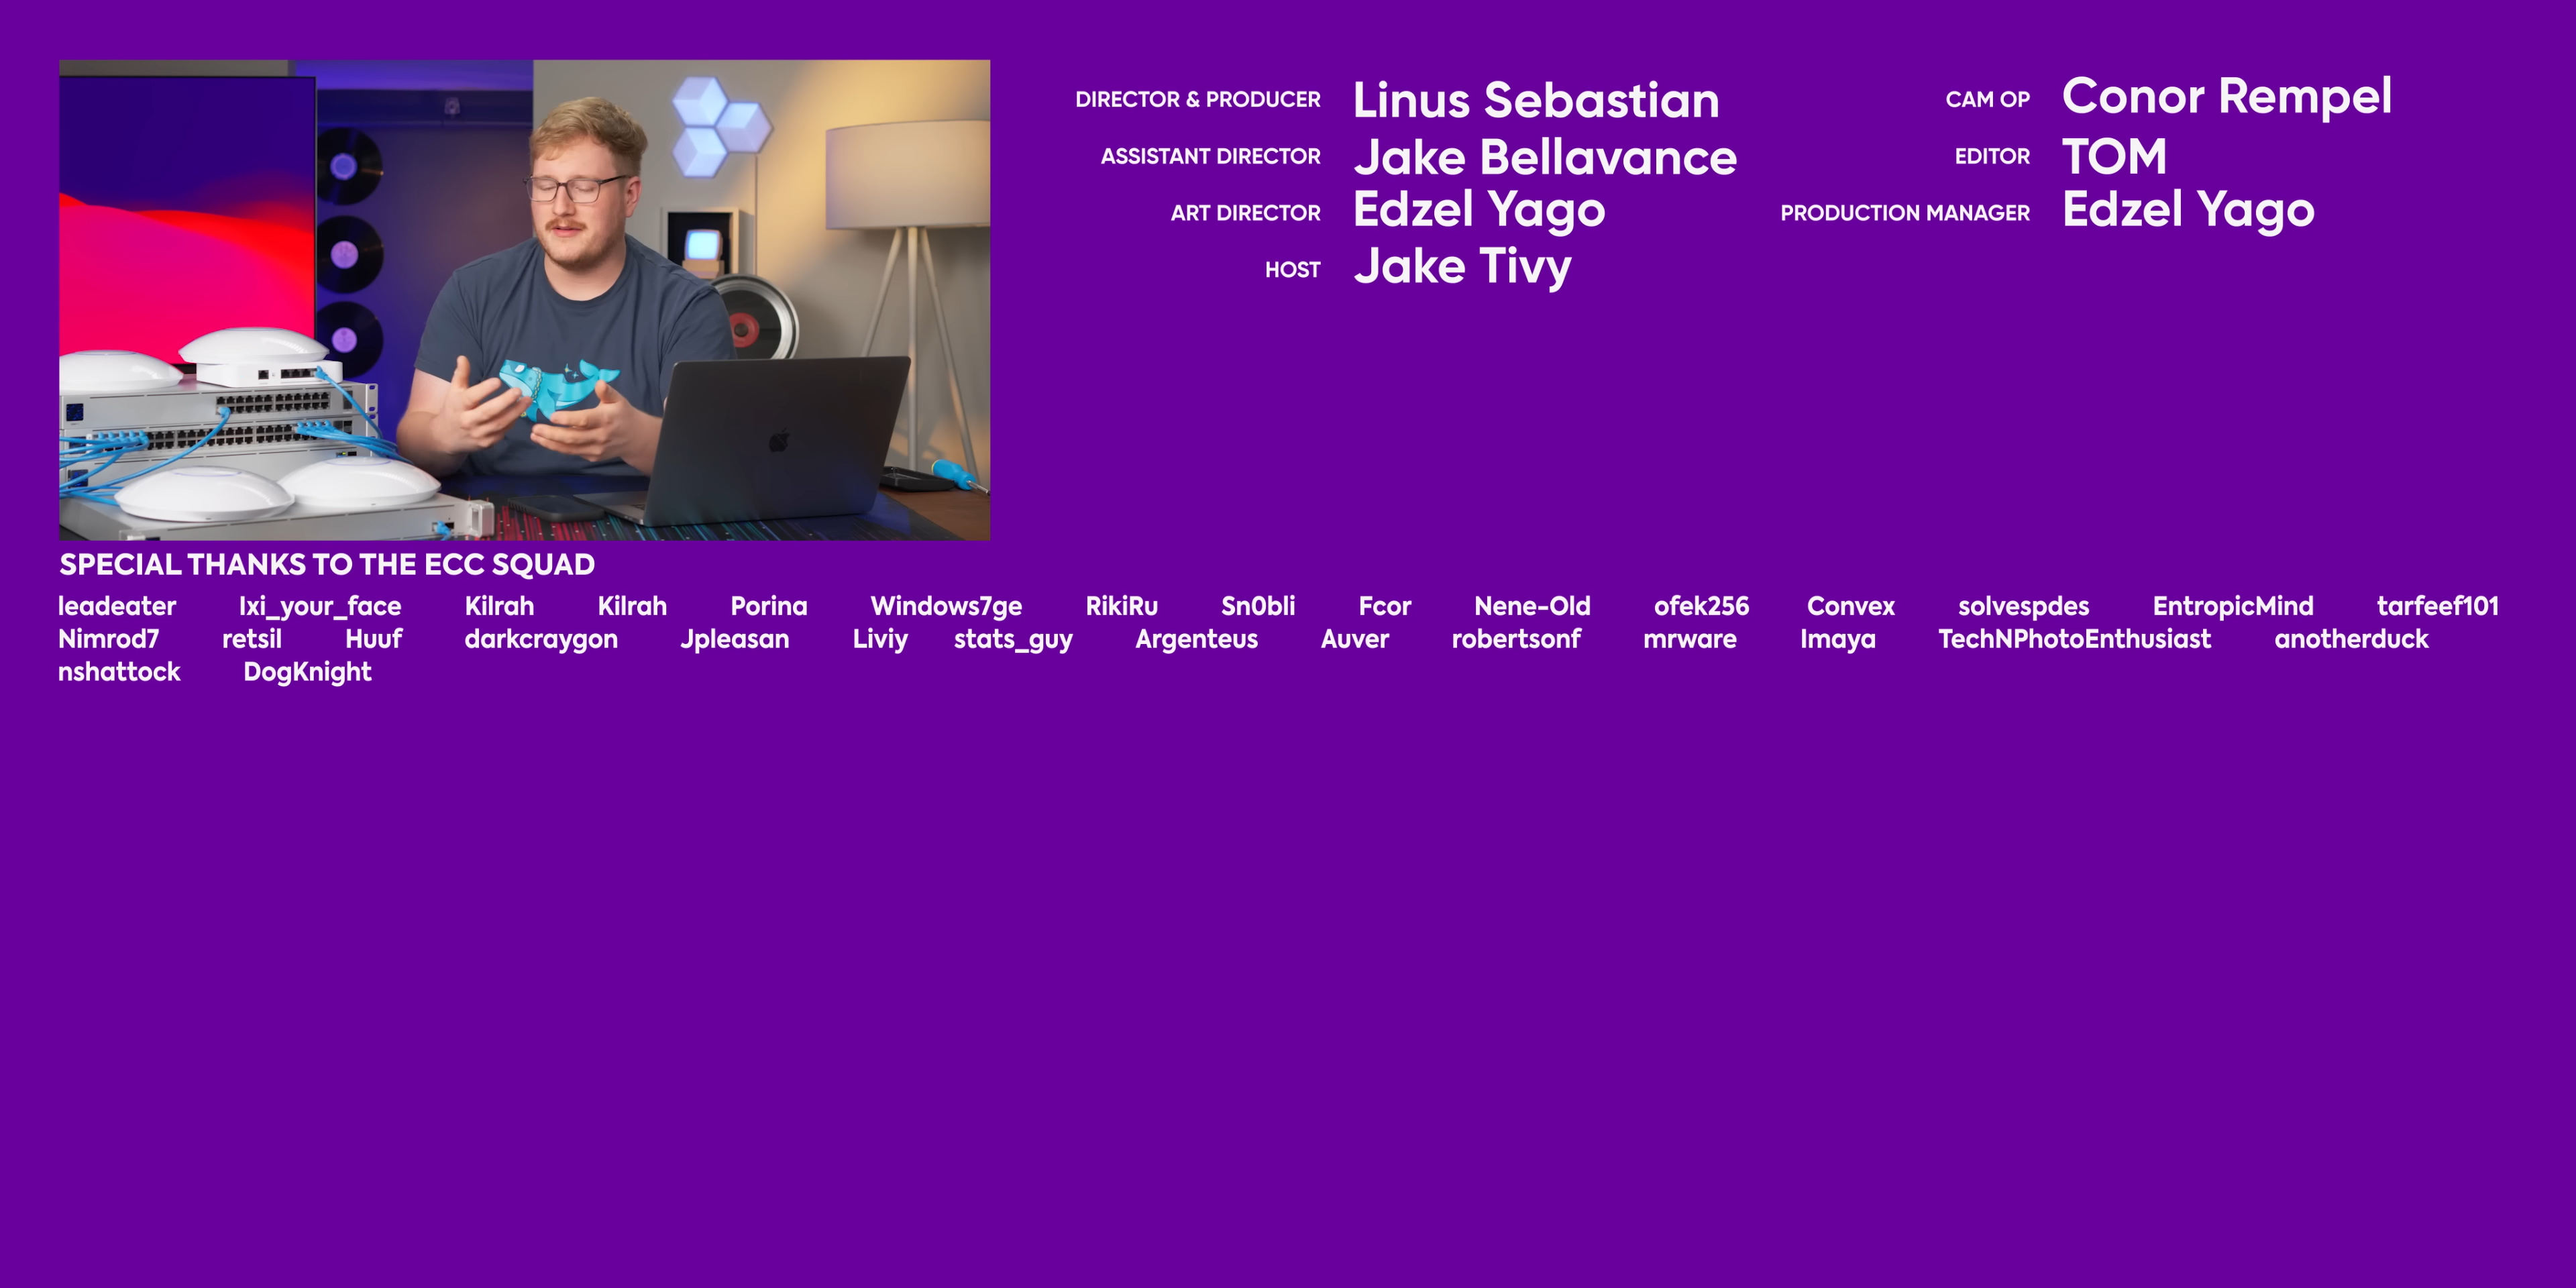 DIRECTOR & PRODUCER Linus Sebastian
ASSISTANT DIRECTOR Jake Bellavance
ART DIRECTOR Edzel Yago
HOST Jake Tivy
CAM OP Conor Rempel
EDITOR TOM
PRODUCTION MANAGER Edzel Yago
SPECIAL THANKS TO THE ECC SQUAD
leadeater Ixi_your_face Kilrah Kilrah Porina Windows7ge RikiRu Sn0bli Fcor Nene-Old ofek256 Convex solvespdes EntropicMind tarfeef101
Nimrod7 retsil Huuf darkcraygon Jpleasan Liviy stats_guy Argenteus Auver robertsonf mrware Imaya TechNPhotoEnthusiast anotherduck
nshattock DogKnight